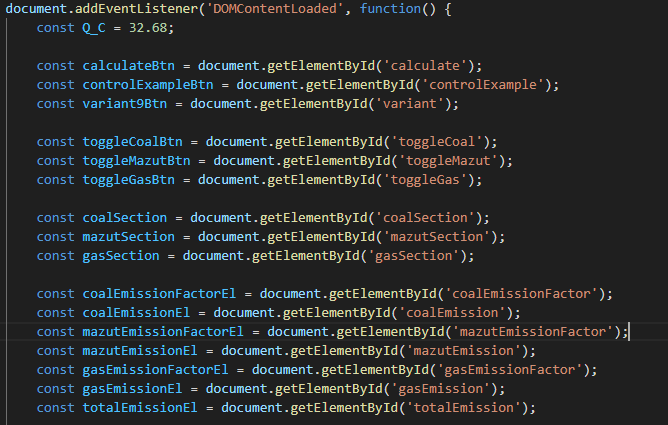 document.addEventListener('DOMContentLoaded', function() {
    const Q_C = 32.68;

    const calculateBtn = document.getElementById('calculate');
    const controlExampleBtn = document.getElementById('controlExample');
    const variant9Btn = document.getElementById('variant');

    const toggleCoalBtn = document.getElementById('toggleCoal');
    const toggleMazutBtn = document.getElementById('toggleMazut');
    const toggleGasBtn = document.getElementById('toggleGas');

    const coalSection = document.getElementById('coalSection');
    const mazutSection = document.getElementById('mazutSection');
    const gasSection = document.getElementById('gasSection');

    const coalEmissionFactorEl = document.getElementById('coalEmissionFactor');
    const coalEmissionEl = document.getElementById('coalEmission');
    const mazutEmissionFactorEl = document.getElementById('mazutEmissionFactor');
    const mazutEmissionEl = document.getElementById('mazutEmission');
    const gasEmissionFactorEl = document.getElementById('gasEmissionFactor');
    const gasEmissionEl = document.getElementById('gasEmission');
    const totalEmissionEl = document.getElementById('totalEmission');